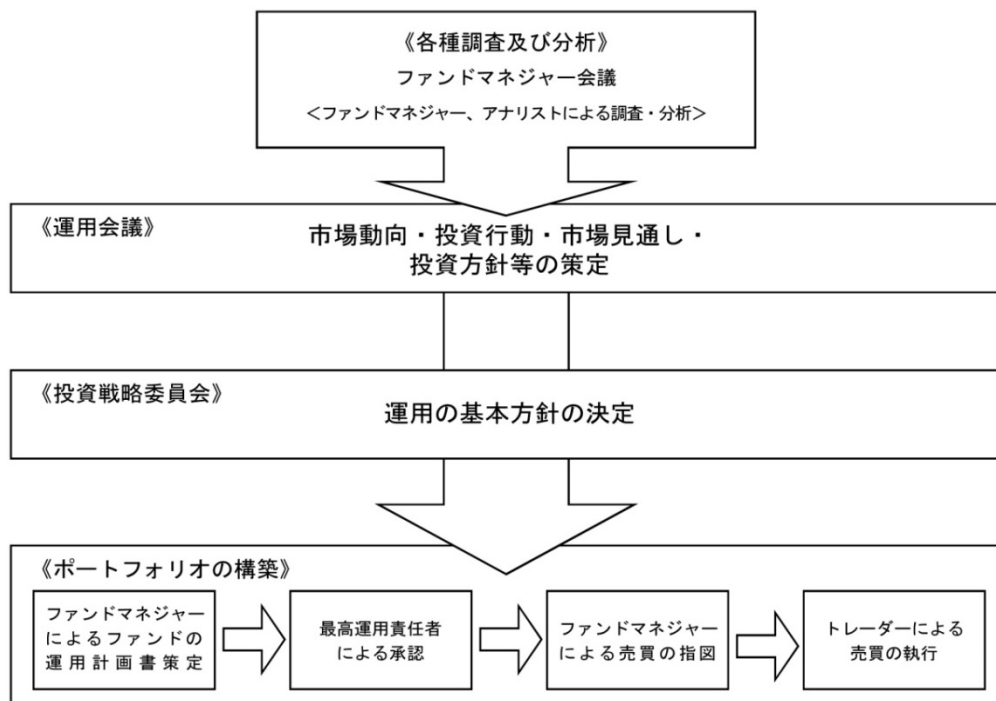 《各種調査及び分析》
ファンドマネジャー会議
＜ファンドマネジャー、アナリストによる調査・分析＞
《運用会議》
市場動向・投資行動・市場見通し・
投資方針等の策定
《投資戦略委員会》
運用の基本方針の決定
《ポートフォリオの構築》
ファンドマネジャー
によるファンドの
運用計画書策定
最高運用責任者
による承認
ファンドマネジャー
による売買の指図
トレーダーによる
売買の執行